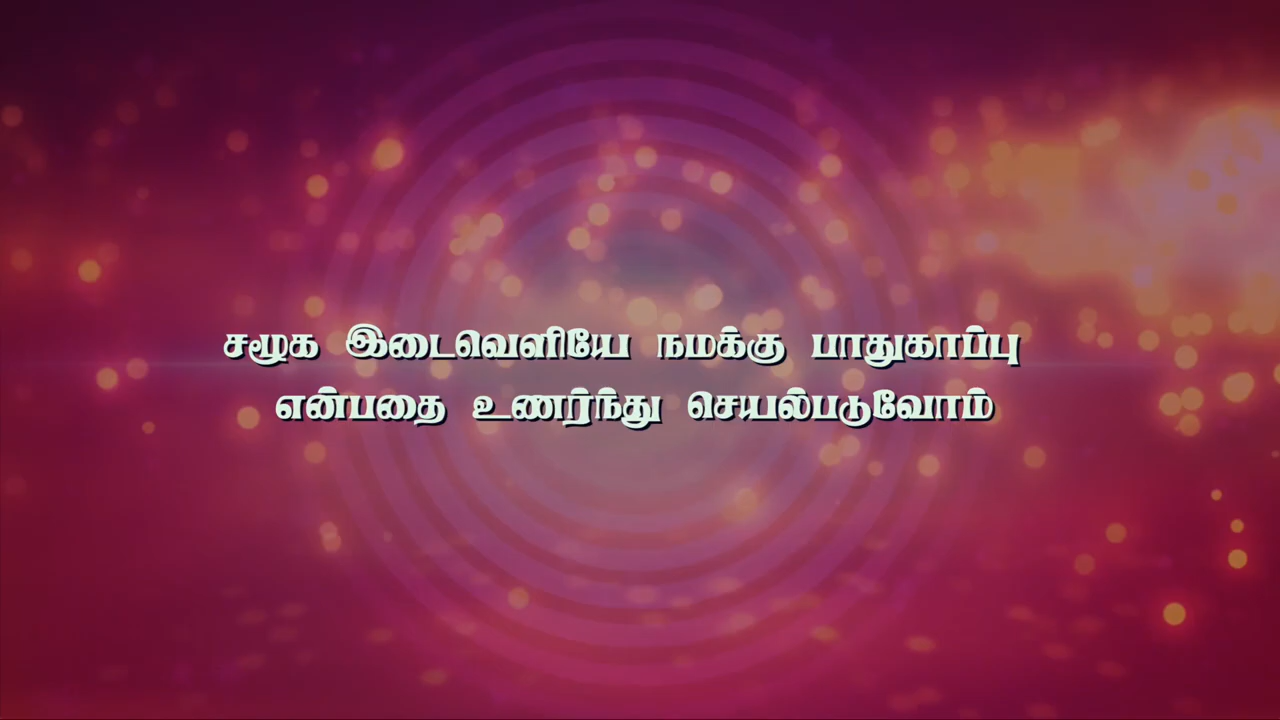 சமூக இடைவெளியே நமக்கு பாதுகாப்பு
என்பதை உணர்ந்து செயல்படுவோம்